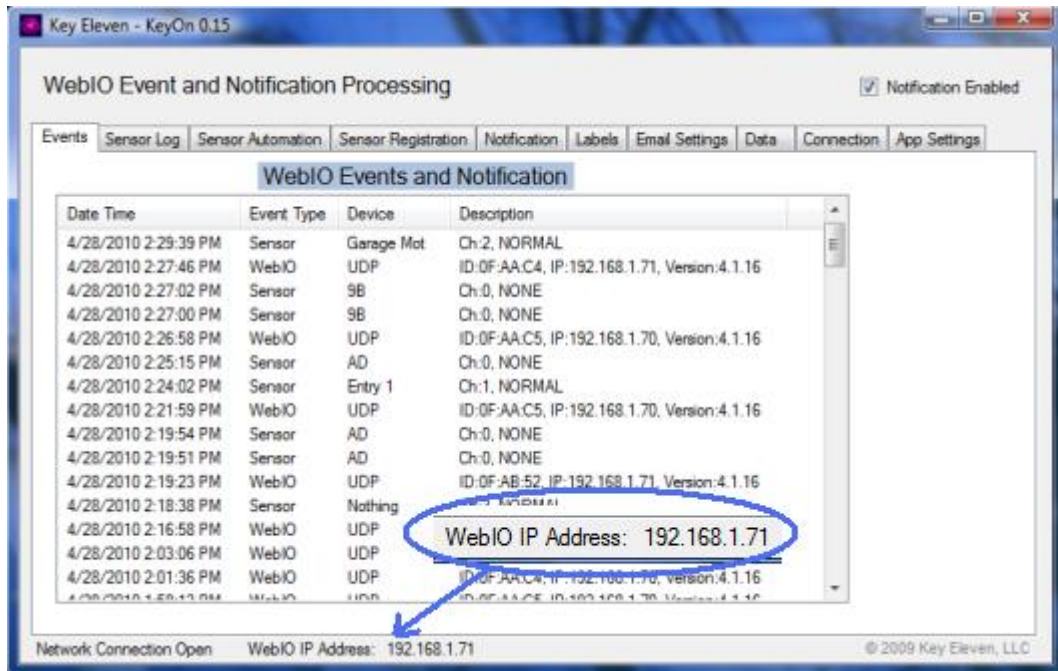 Key Eleven - KeyOn 0.15
WebIO Event and Notification Processing
Notification Enabled
Events Sensor Log Sensor Automation Sensor Registration Notification Labels Email Settings Data Connection App Settings
WebIO Events and Notification
Date Time Event Type Device Description
4/28/2010 2:29:39 PM Sensor Garage Mot Ch:2, NORMAL
4/28/2010 2:27:46 PM WebIO UDP ID:0F:AA:C4, IP:192.168.1.71, Version:4.1.16
4/28/2010 2:27:02 PM Sensor 9B Ch:0, NONE
4/28/2010 2:27:00 PM Sensor 9B Ch:0, NONE
4/28/2010 2:26:58 PM WebIO UDP ID:0F:AA:C5, IP:192.168.1.70, Version:4.1.16
4/28/2010 2:25:15 PM Sensor AD Ch:0, NONE
4/28/2010 2:24:02 PM Sensor Entry 1 Ch:1, NORMAL
4/28/2010 2:21:59 PM WebIO UDP ID:0F:AA:C5, IP:192.168.1.70, Version:4.1.16
4/28/2010 2:19:54 PM Sensor AD Ch:0, NONE
4/28/2010 2:19:51 PM Sensor AD Ch:0, NONE
4/28/2010 2:19:23 PM WebIO UDP ID:0F:AB:52, IP:192.168.1.71, Version:4.1.16
4/28/2010 2:18:38 PM Sensor Nothing
4/28/2010 2:16:58 PM WebIO UDP
WebIO IP Address: 192.168.1.71
4/28/2010 2:03:06 PM WebIO UDP
4/28/2010 2:01:36 PM WebIO UDP Version:4.1.16
Network Connection Open WebIO IP Address: 192.168.1.71
© 2009 Key Eleven, LLC